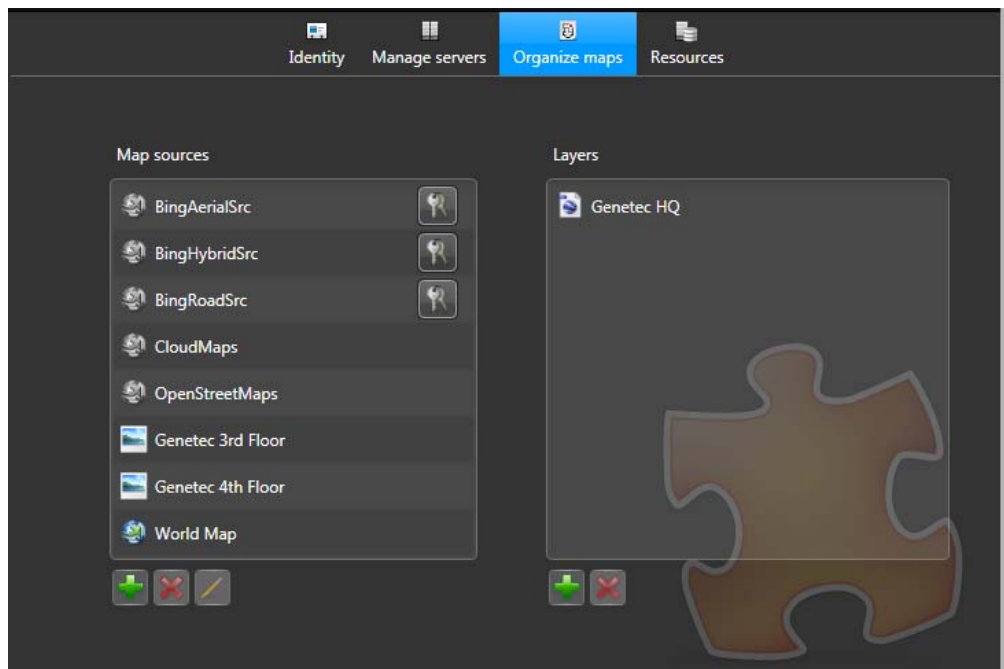 Identity
Manage servers
Organize maps
Resources
Map sources
BingAerialSrc
BingHybridSrc
BingRoadSrc
CloudMaps
OpenStreetMaps
Genetec 3rd Floor
Genetec 4th Floor
World Map
Layers
Genetec HQ